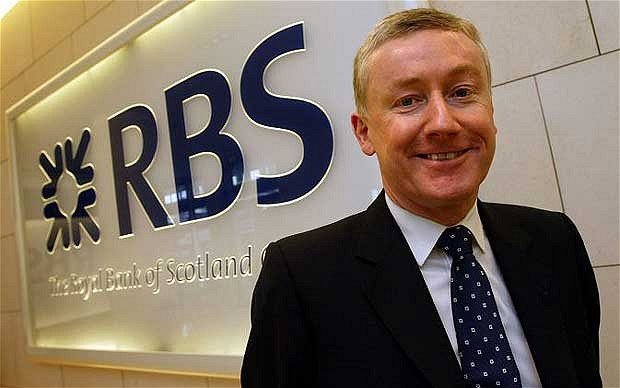 RBS
The Royal Bank of Scotland